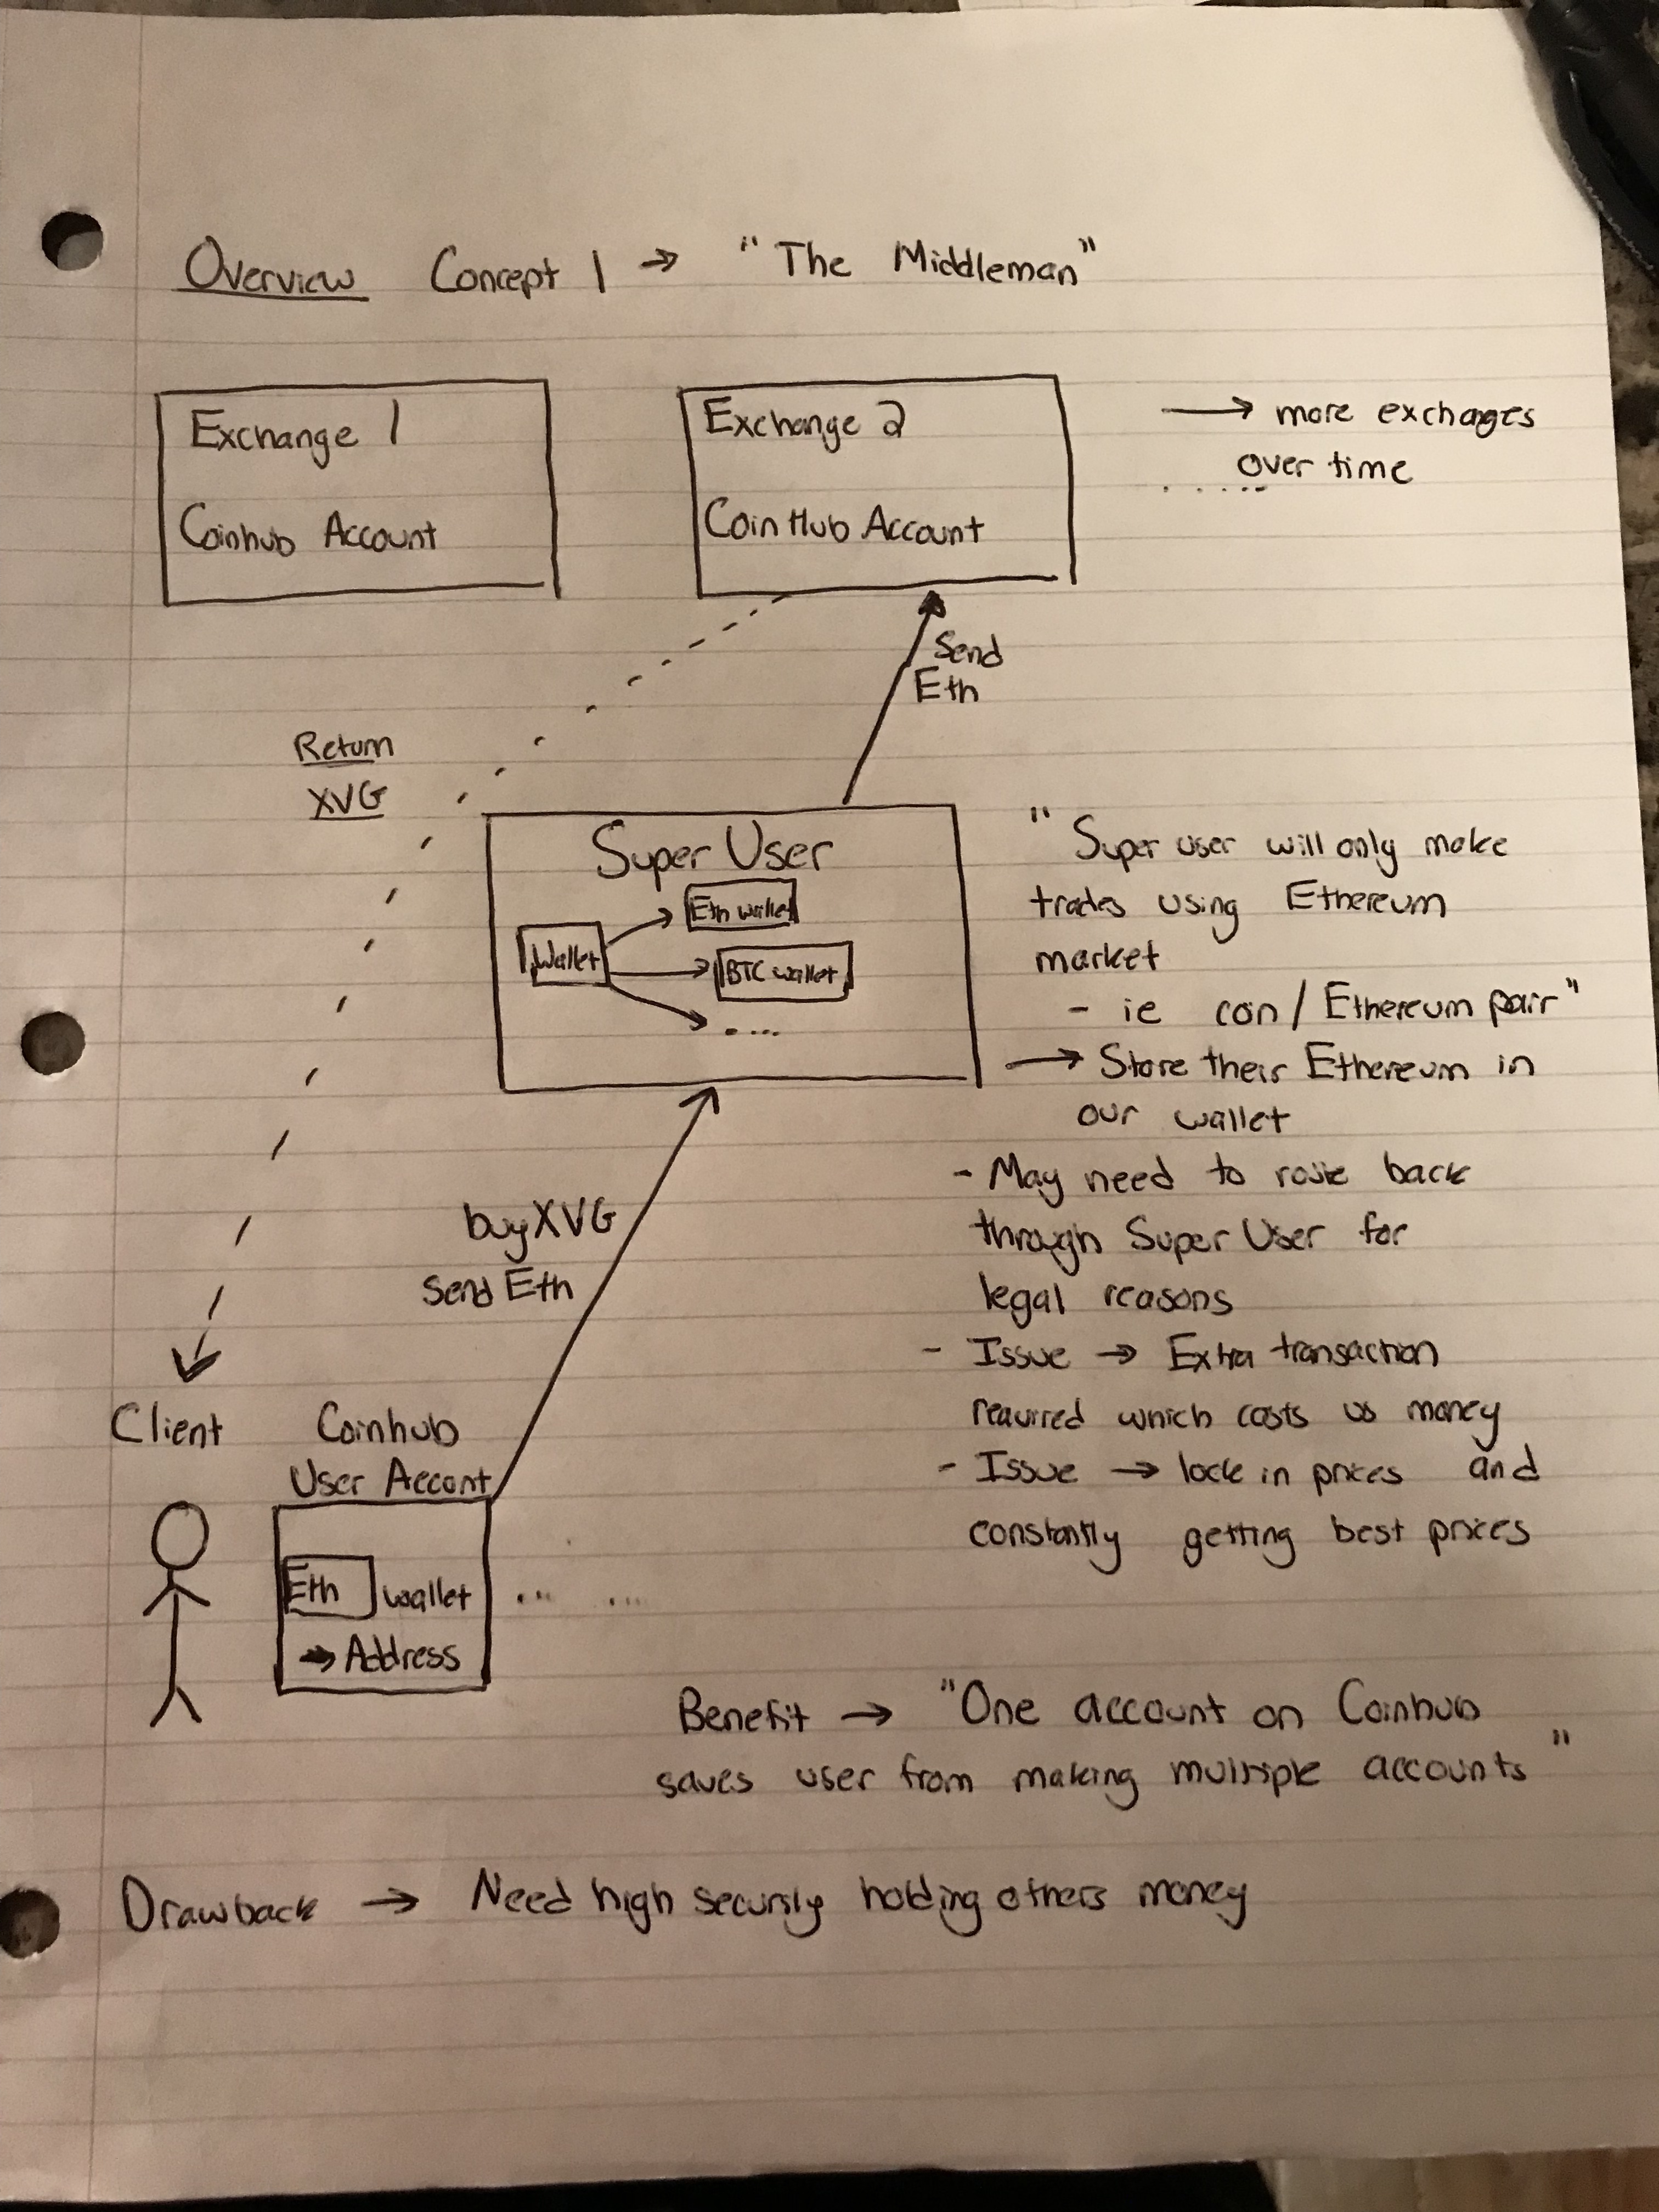 Overview Concept 1 → "The Middleman"
Exchange 1
Coinhub Account
Exchange 2
CoinHub Account
→ more exchages
over time
.....
Send
Eth
Return
XVG
Super User
Wallet
Eth wallet
BTC wallet
....
"Super user will only make
trades using Ethereum
market
- ie coin/Ethereum pair"
→ Store their Ethereum in
our wallet
- May need to route back
through Super User for
legal reasons
- Issue → Extra transaction
required which costs us money
- Issue → lock in prices and
constantly getting best prices
buy XVG
Send Eth
Client
Coinhub
User Accont
Eth wallet
→ Address
... ...
Benefit → "One account on Coinhub
saves user from making multiple accounts"
Drawback → Need high security holding others money